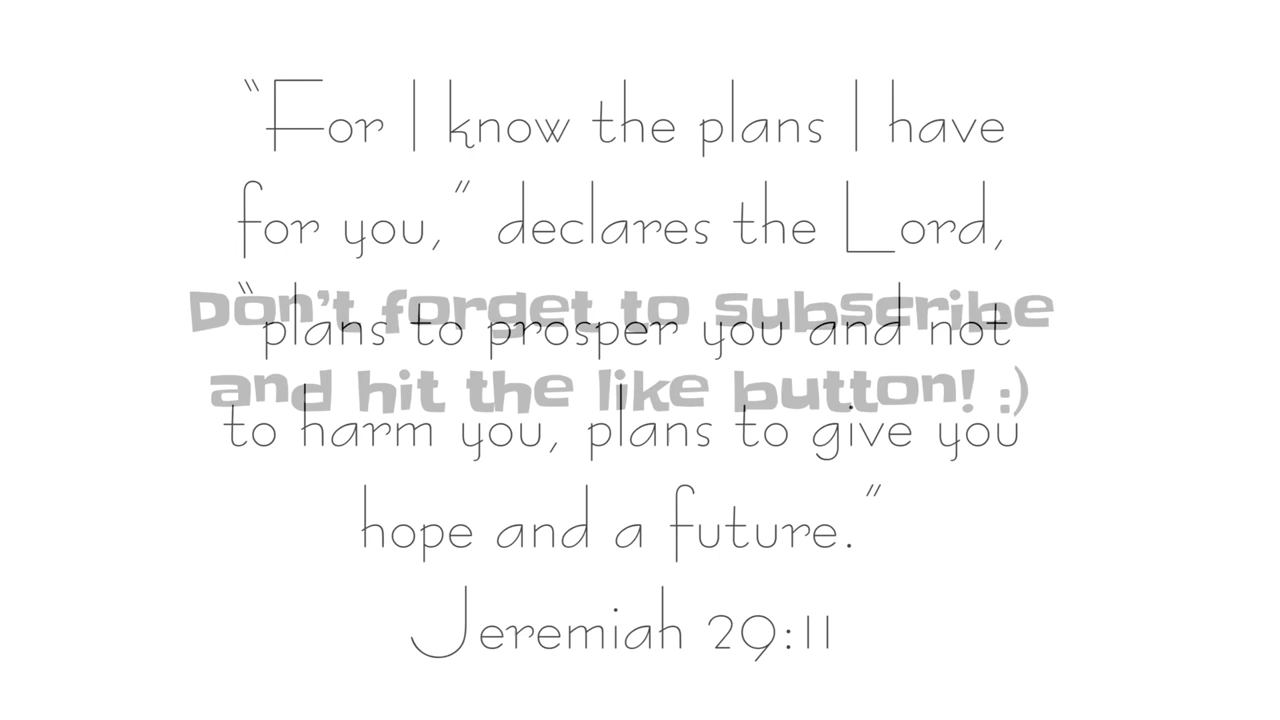 “For I know the plans I have
for you,” declares the Lord,
Don't forget to subscribe
“plans to prosper you and not
and hit the like button! :)
to harm you, plans to give you
hope and a future.”
Jeremiah 29:11